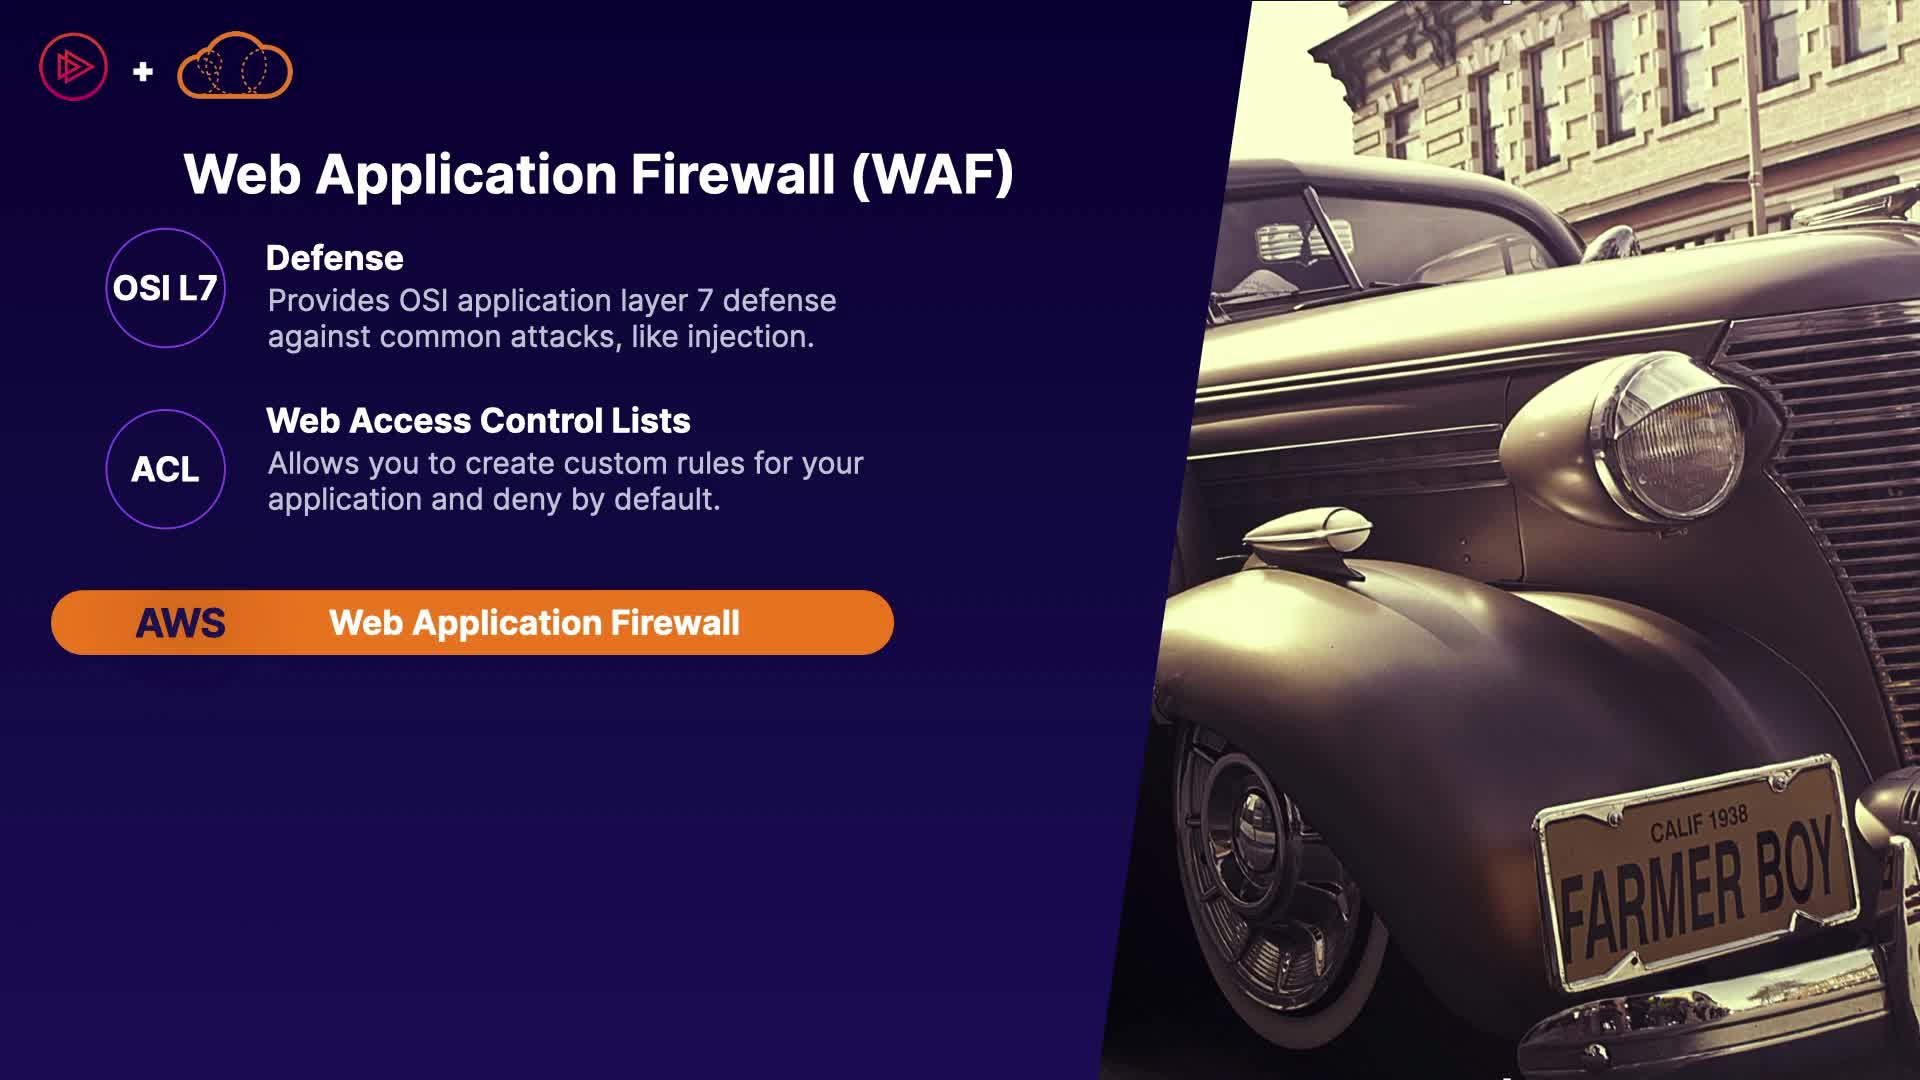 Web Application Firewall (WAF)
OSI L7
Defense
Provides OSI application layer 7 defense
against common attacks, like injection.
ACL
Web Access Control Lists
Allows you to create custom rules for your
application and deny by default.
AWS Web Application Firewall
CALIF 1938
FARMER BOY